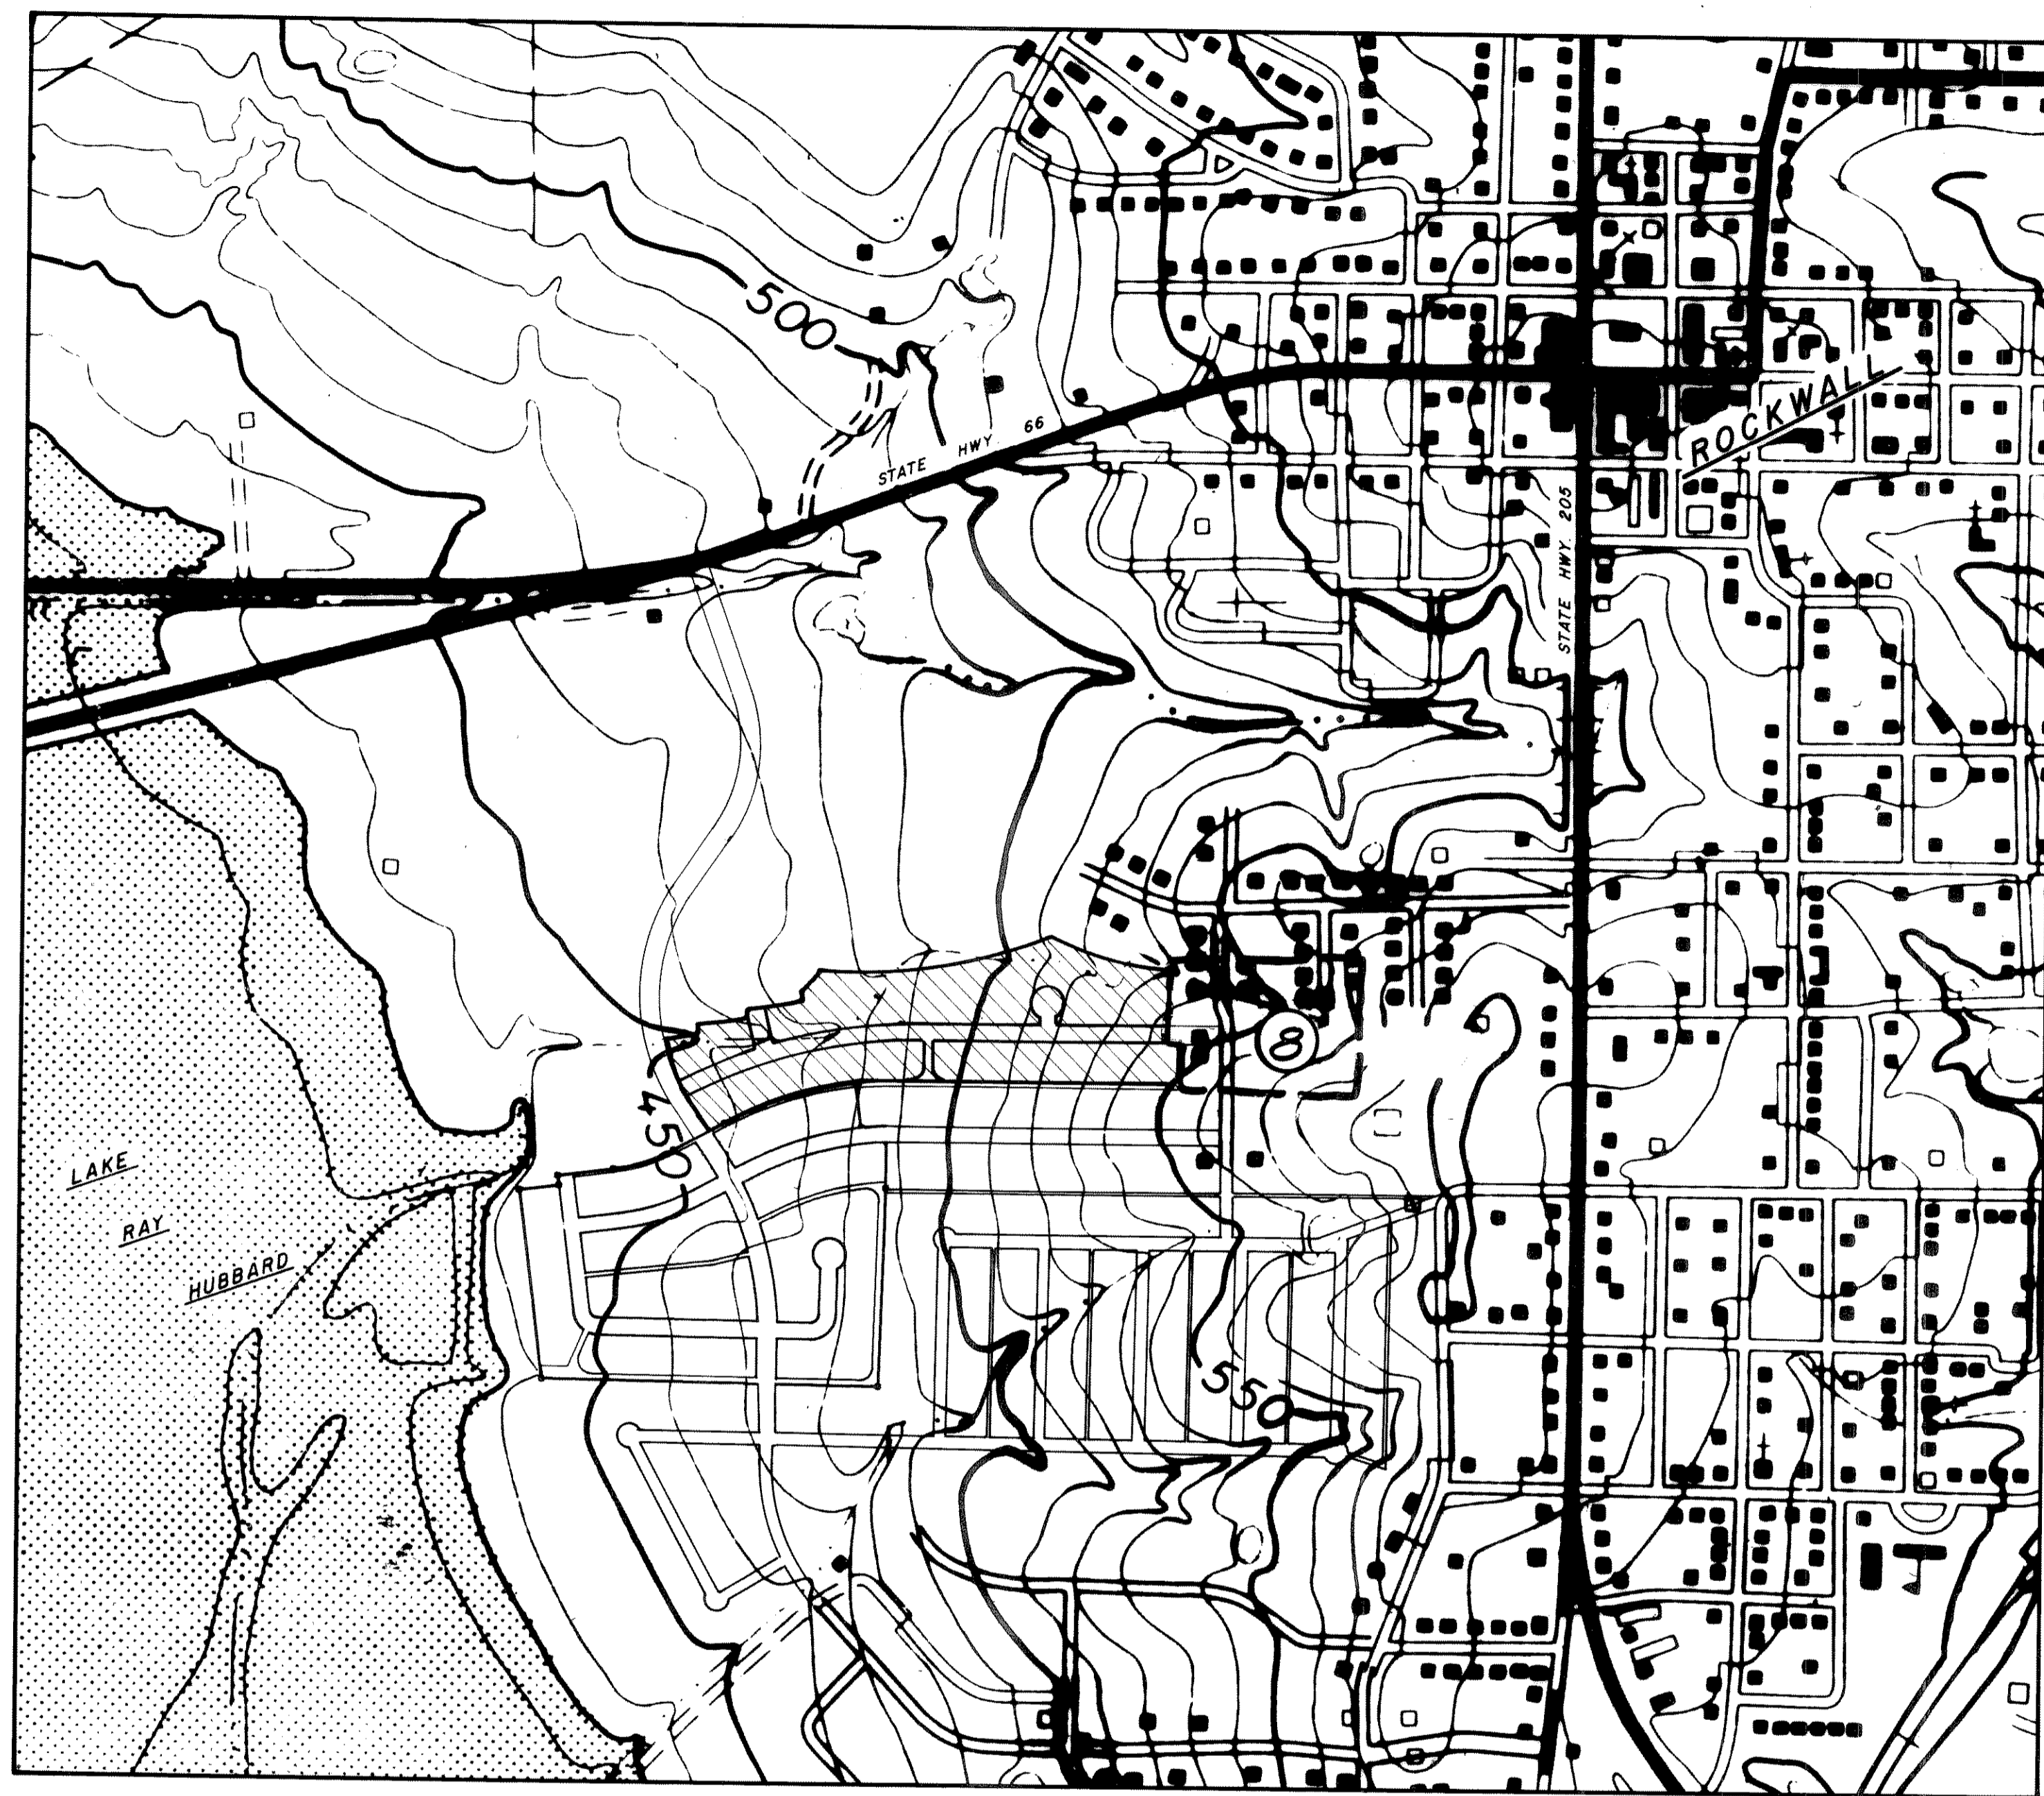 500
STATE HWY 66
ROCKWALL
STATE HWY. 205
8
450
LAKE
RAY
HUBBARD
550